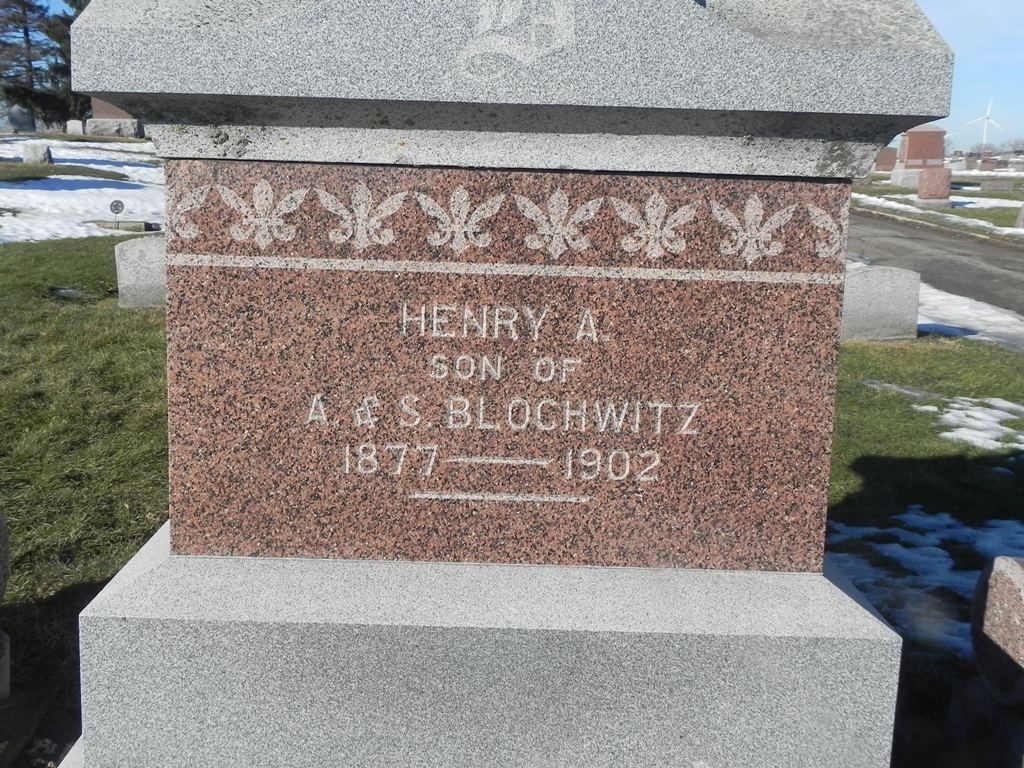 HENRY A.
SON OF
A. & S. BLOCHWITZ
1877 — 1902